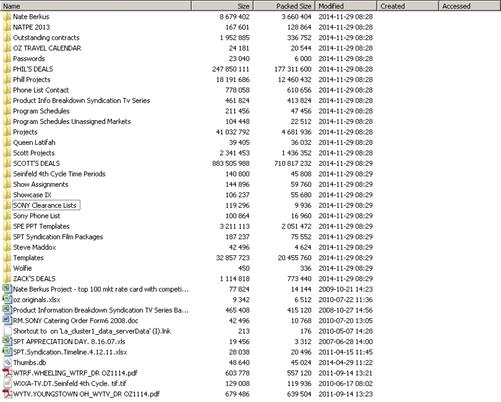 Name Size Packed Size Modified Created Accessed
Nate Berkus 8 679 402 3 660 404 2014-11-29 08:28
NATPE 2013 167 601 128 864 2014-11-29 08:28
Outstanding contracts 1 952 885 336 752 2014-11-29 08:28
OZ TRAVEL CALENDAR 24 181 20 544 2014-11-29 08:28
Passwords 23 040 6 000 2014-11-29 08:28
PHIL'S DEALS 247 850 111 177 311 600 2014-11-29 08:28
Phill Projects 18 191 686 12 460 432 2014-11-29 08:28
Phone List Contact 778 058 610 656 2014-11-29 08:28
Product Info Breakdown Syndication Tv Series 461 824 413 824 2014-11-29 08:28
Program Schedules 211 456 47 456 2014-11-29 08:28
Program Schedules Unassigned Markets 104 448 22 512 2014-11-29 08:28
Projects 41 032 792 4 681 936 2014-11-29 08:28
Queen Latifah 39 405 36 032 2014-11-29 08:28
Scott Projects 2 341 453 1 436 352 2014-11-29 08:28
SCOTT'S DEALS 883 505 988 710 817 232 2014-11-29 08:29
Seinfeld 4th Cycle Time Periods 140 800 45 808 2014-11-29 08:29
Show Assignments 144 896 59 760 2014-11-29 08:29
Showcase IX 106 237 55 680 2014-11-29 08:29
SONY Clearance Lists 119 296 9 936 2014-11-29 08:29
Sony Phone List 100 864 16 960 2014-11-29 08:29
SPE PPT Templates 3 211 113 2 051 472 2014-11-29 08:29
SPT Syndication Film Packages 187 237 75 552 2014-11-29 08:29
Steve Maddox 42 496 4 624 2014-11-29 08:29
Templates 32 857 723 20 455 760 2014-11-29 08:29
Wolfie 450 336 2014-11-29 08:29
ZACK'S DEALS 1 114 818 773 440 2014-11-29 08:29
Nate Berkus Project - top 100 mkt rate card with competi... 77 824 14 144 2009-10-21 14:23
oz originals.xlsx 9 342 6 512 2010-07-22 11:36
Product Information Breakdown Syndication Tv Series Ba... 465 408 415 120 2008-10-27 14:56
RM.SONY Catering Order Form6 2008.doc 42 496 10 768 2010-07-20 13:05
Shortcut to on 'La_cluster1_data_serverData' (I).lnk 213 176 2010-05-07 14:28
SPT APPRECIATION DAY. 8.16.07.xls 19 456 3 312 2007-06-28 14:00
SPT.Syndication.Timeline.4.12.11.xlsx 28 038 20 496 2011-04-15 11:45
Thumbs.db 48 640 45 024 2014-04-29 11:22
WTRF.WHEELING_WTRF_DR OZ1114.pdf 603 778 557 120 2011-09-13 14:21
WXXA-TV.DT.Seinfeld 4th Cycle. tif.tif 129 008 119 936 2010-06-17 08:02
WYTV.YOUNGSTOWN OH_WYTV_DR OZ1114.pdf 679 486 639 504 2011-09-14 13:23